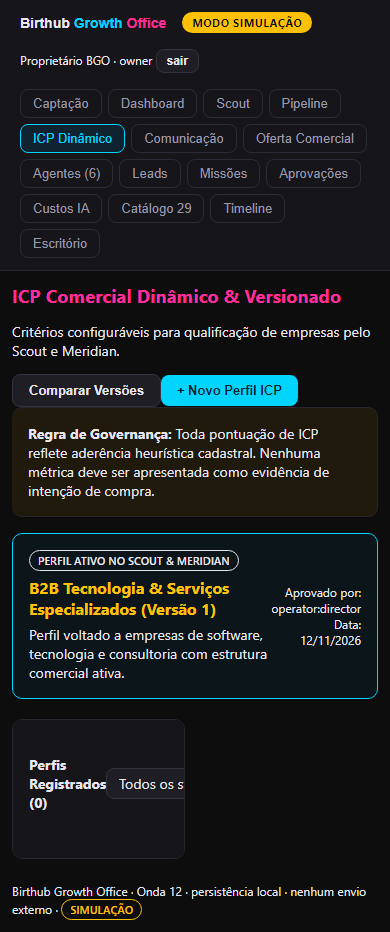 Birthub Growth Office MODO SIMULAÇÃO
Proprietário BGO · owner sair
Captação Dashboard Scout Pipeline
ICP Dinâmico Comunicação Oferta Comercial
Agentes (6) Leads Missões Aprovações
Custos IA Catálogo 29 Timeline
Escritório
ICP Comercial Dinâmico & Versionado
Critérios configuráveis para qualificação de empresas pelo
Scout e Meridian.
Comparar Versões + Novo Perfil ICP
Regra de Governança: Toda pontuação de ICP
reflete aderência heurística cadastral. Nenhuma
métrica deve ser apresentada como evidência de
intenção de compra.
PERFIL ATIVO NO SCOUT & MERIDIAN
B2B Tecnologia & Serviços
Especializados (Versão 1)
Perfil voltado a empresas de software,
tecnologia e consultoria com estrutura
comercial ativa.
Aprovado por:
operator:director
Data:
12/11/2026
Perfis
Registrados
(0)
Todos os s
Birthub Growth Office · Onda 12 · persistência local · nenhum envio
externo · SIMULAÇÃO